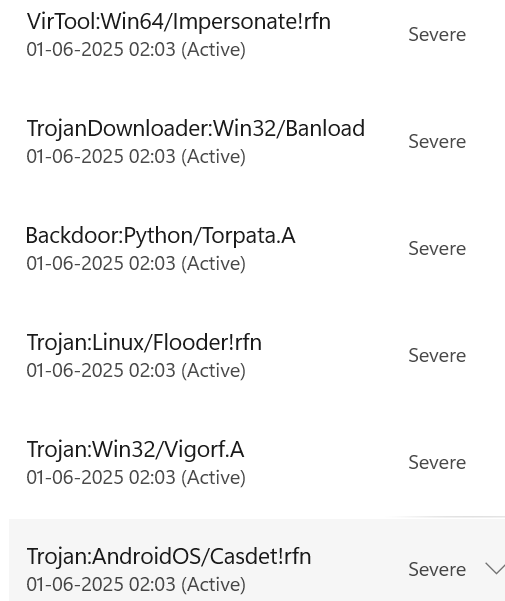 VirTool:Win64/Impersonate!rfn
01-06-2025 02:03 (Active)
Severe
TrojanDownloader:Win32/Banload
01-06-2025 02:03 (Active)
Severe
Backdoor:Python/Torpata.A
01-06-2025 02:03 (Active)
Severe
Trojan:Linux/Flooder!rfn
01-06-2025 02:03 (Active)
Severe
Trojan:Win32/Vigorf.A
01-06-2025 02:03 (Active)
Severe
Trojan:AndroidOS/Casdet!rfn
01-06-2025 02:03 (Active)
Severe